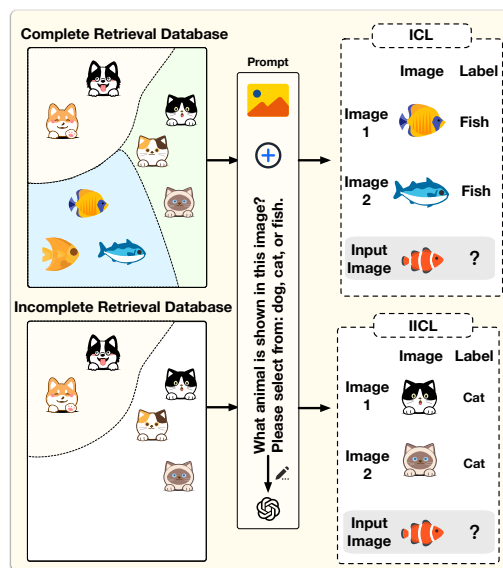 Complete Retrieval Database
Incomplete Retrieval Database
Prompt
What animal is shown in this image?
Please select from: dog, cat, or fish.
ICL
Image Label
Image 1 Fish
Image 2 Fish
Input Image ?
IICL
Image Label
Image 1 Cat
Image 2 Cat
Input Image ?